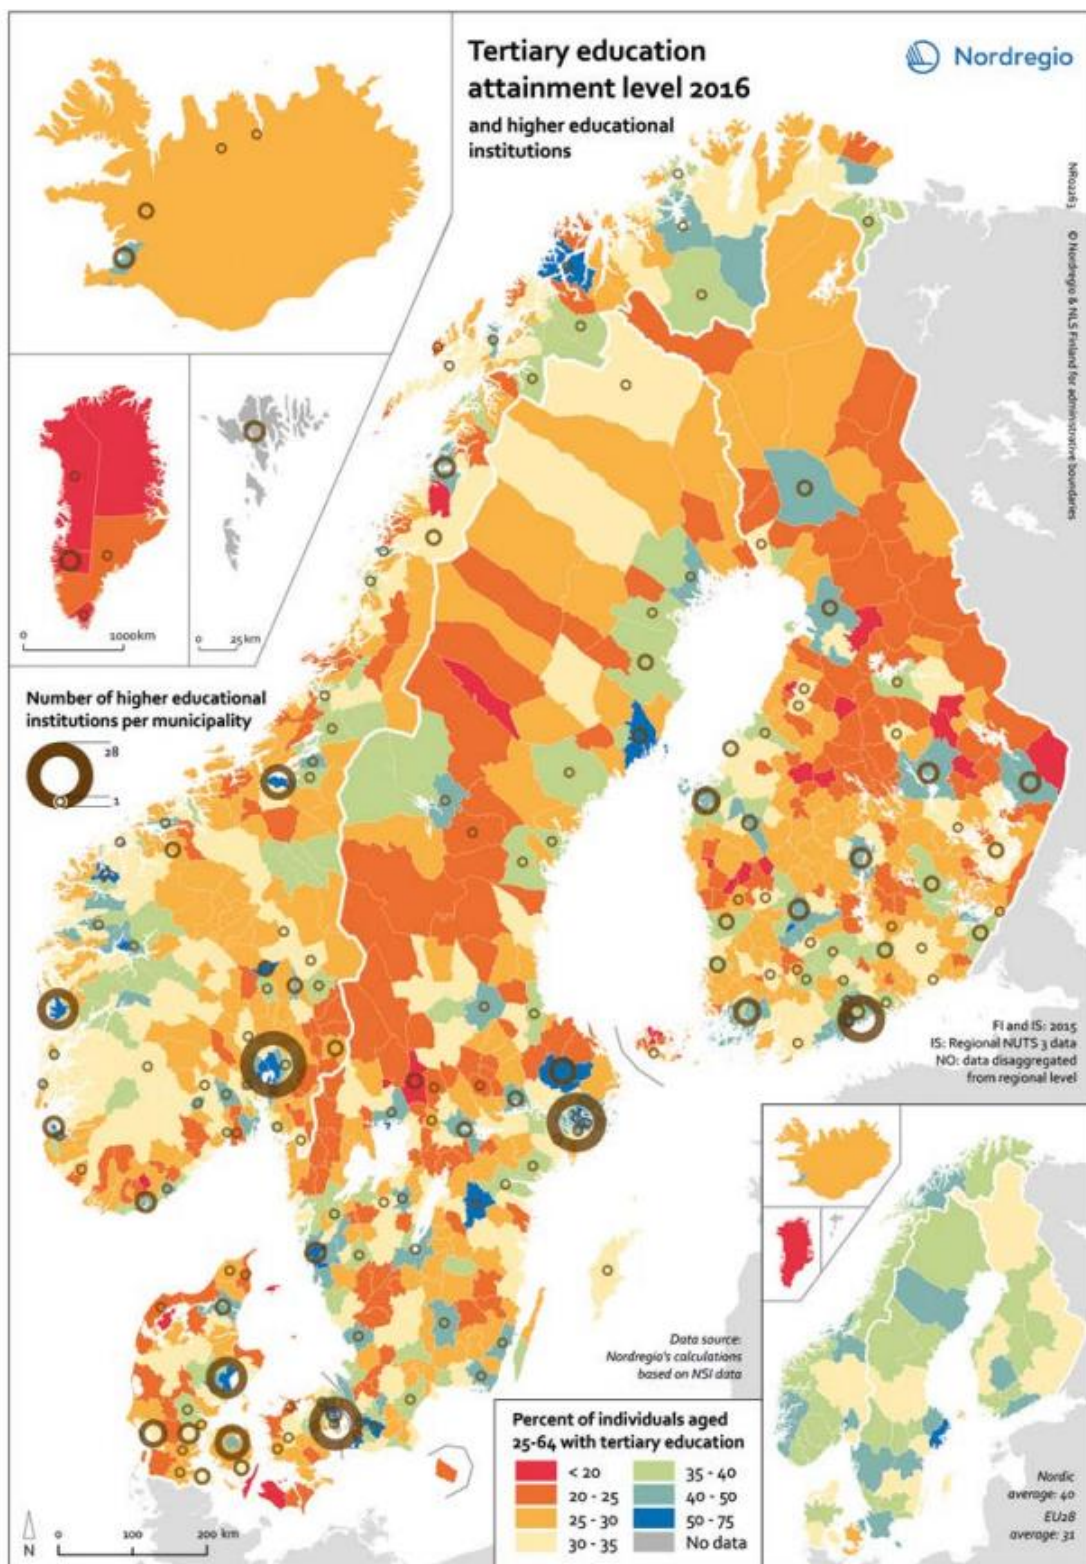 Tertiary education
attainment level 2016
and higher educational
institutions
Nordregio
NR02263
© Nordregio & NLS Finland for administrative boundaries
0 1000km
0 25km
Number of higher educational
institutions per municipality
28
1
FI and IS: 2015
IS: Regional NUTS 3 data
NO: data disaggregated
from regional level
Data source:
Nordregio's calculations
based on NSI data
Percent of individuals aged
25-64 with tertiary education
< 20
20 - 25
25 - 30
30 - 35
35 - 40
40 - 50
50 - 75
No data
Nordic
average: 40
EU28
average: 31
N
0 100 200 km